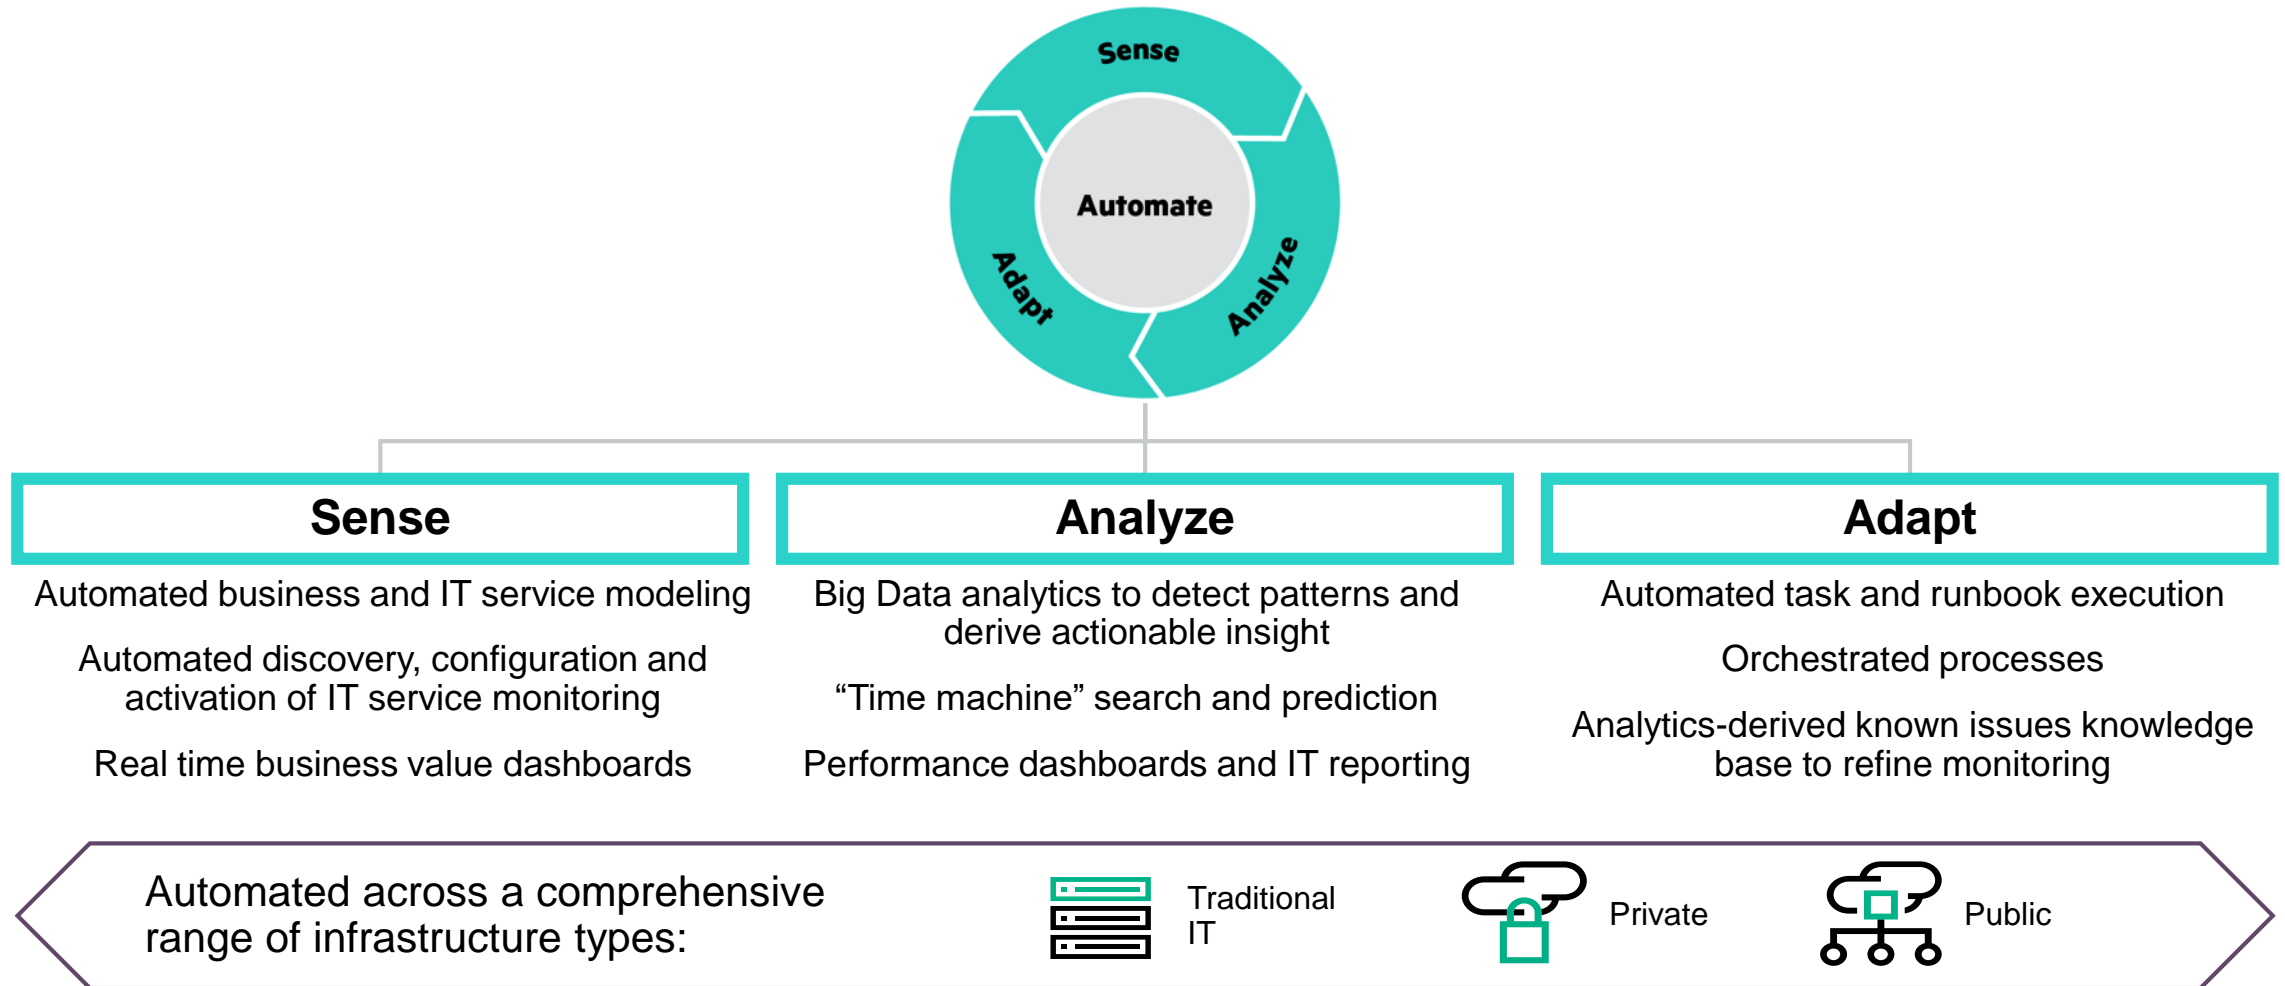 Sense
Automate
Adapt
Analyze
Sense
Automated business and IT service modeling
Automated discovery, configuration and
activation of IT service monitoring
Real time business value dashboards
Analyze
Big Data analytics to detect patterns and
derive actionable insight
“Time machine” search and prediction
Performance dashboards and IT reporting
Adapt
Automated task and runbook execution
Orchestrated processes
Analytics-derived known issues knowledge
base to refine monitoring
Automated across a comprehensive
range of infrastructure types:
Traditional
IT
Private
Public